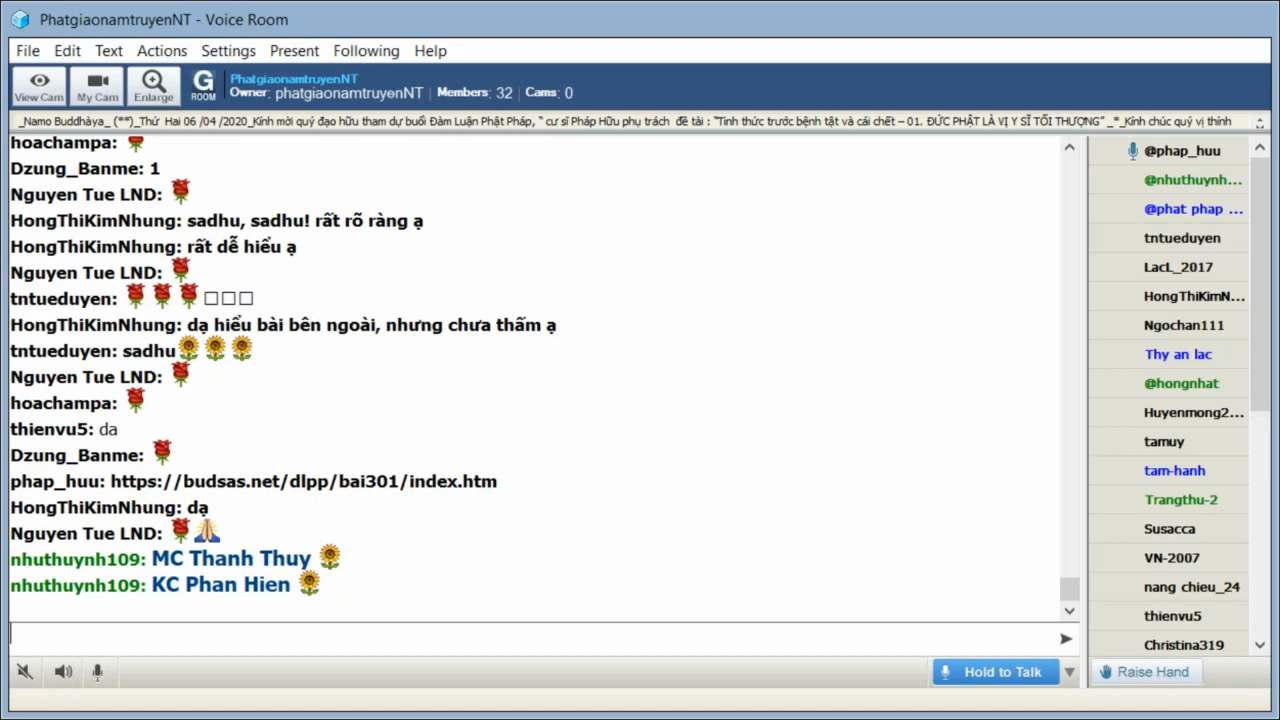 PhatgiaonamtruyenNT - Voice Room
File Edit Text Actions Settings Present Following Help
View Cam My Cam Enlarge G ROOM
PhatgiaonamtruyenNT
Owner: phatgiaonamtruyenNT | Members: 32 | Cams: 0
_Namo Buddhàya_ (**)_Thứ Hai 06 /04 /2020_Kính mời quý đạo hữu tham dự buổi Đàm Luận Phật Pháp, “ cư sĩ Pháp Hữu phụ trách đề tài : “Tỉnh thức trước bệnh tật và cái chết – 01. ĐỨC PHẬT LÀ VỊ Y SĨ TỐI THƯỢNG” _*_Kính chúc quý vị thính
hoachampa:
Dzung_Banme: 1
Nguyen Tue LND:
HongThiKimNhung: sadhu, sadhu! rất rõ ràng ạ
HongThiKimNhung: rất dễ hiểu ạ
Nguyen Tue LND:
tntueduyen:
HongThiKimNhung: dạ hiểu bài bên ngoài, nhưng chưa thấm ạ
tntueduyen: sadhu
Nguyen Tue LND:
hoachampa:
thienvu5: da
Dzung_Banme:
phap_huu: https://budsas.net/dlpp/bai301/index.htm
HongThiKimNhung: dạ
Nguyen Tue LND:
nhuthuynh109: MC Thanh Thuy
nhuthuynh109: KC Phan Hien
@phap_huu
@nhuthuynh...
@phat phap ...
tntueduyen
LacL_2017
HongThiKimN...
Ngochan111
Thy an lac
@hongnhat
Huyenmong2...
tamuy
tam-hanh
Trangthu-2
Susacca
VN-2007
nang chieu_24
thienvu5
Christina319
Hold to Talk
Raise Hand